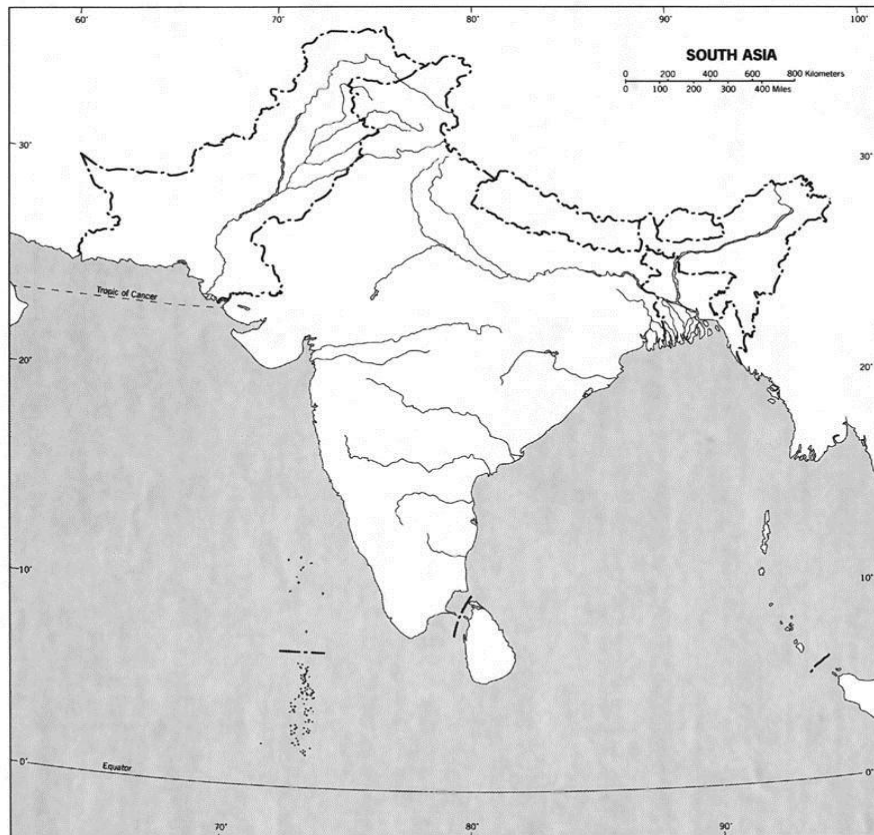 60° 70° 80° 90° 100°
SOUTH ASIA
0 200 400 600 800 Kilometers
0 100 200 300 400 Miles
30° 30°
Tropic of Cancer
20° 20°
10° 10°
0° Equator 0°
70° 80° 90°